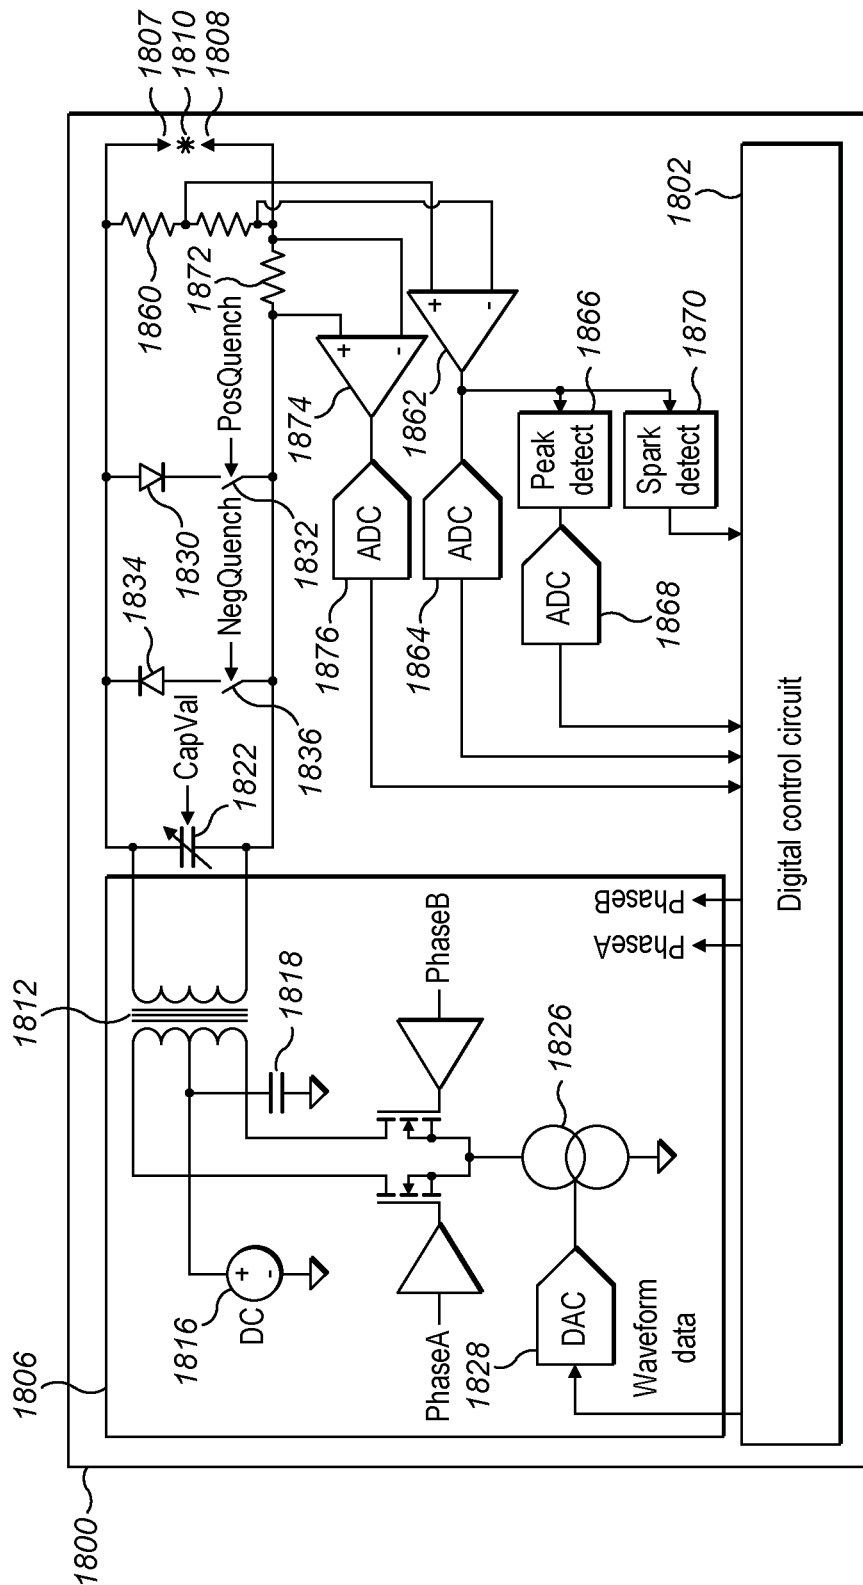 1800
1806
1812
1816
DC
+
-
1818
PhaseA
PhaseB
1828
DAC
1826
Waveform
data
PhaseA
PhaseB
CapVal
1822
1834
NegQuench
1836
1830
PosQuench
1832
1860
1872
1807
1810
1808
+
-
1874
+
-
1862
ADC
1876
ADC
1864
Peak
detect
1866
Spark
detect
1870
ADC
1868
1802
Digital control circuit